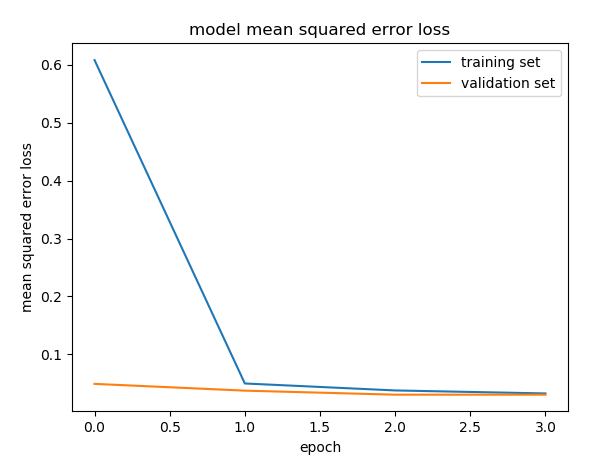 model mean squared error loss
training set
validation set
0.6
0.5
0.4
0.3
0.2
0.1
mean squared error loss
0.0 0.5 1.0 1.5 2.0 2.5 3.0
epoch